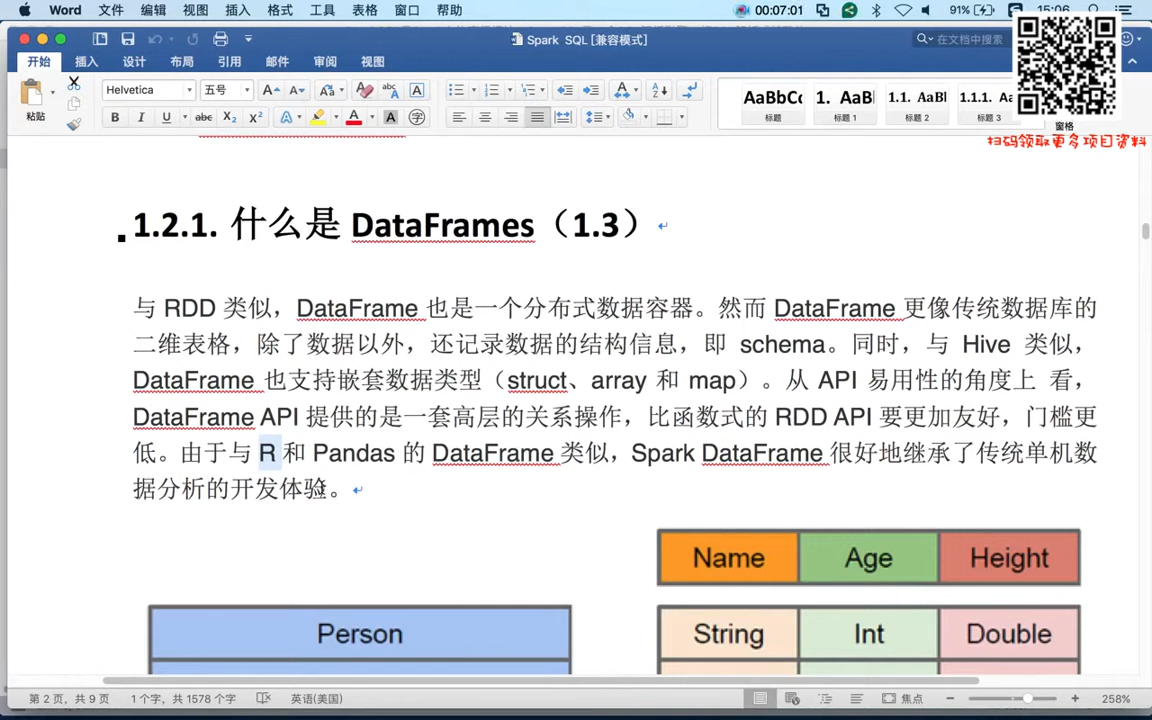 Word 文件 编辑 视图 插入 格式 工具 表格 窗口 帮助 00:07:01 91% 15:06
Spark SQL [兼容模式]
在文档中搜索
开始 插入 设计 布局 引用 邮件 审阅 视图
粘贴
Helvetica 五号
AaBbCc 1. AaBl 1.1. AaBl 1.1.1. Aa
标题 标题 1 标题 2 标题 3
窗格
扫码领取更多项目资料
1.2.1. 什么是 DataFrames（1.3）
与 RDD 类似，DataFrame 也是一个分布式数据容器。然而 DataFrame 更像传统数据库的
二维表格，除了数据以外，还记录数据的结构信息，即 schema。同时，与 Hive 类似，
DataFrame 也支持嵌套数据类型（struct、array 和 map）。从 API 易用性的角度上 看，
DataFrame API 提供的是一套高层的关系操作，比函数式的 RDD API 要更加友好，门槛更
低。由于与 R 和 Pandas 的 DataFrame 类似，Spark DataFrame 很好地继承了传统单机数
据分析的开发体验。
Name Age Height
Person String Int Double
第 2 页，共 9 页 1 个字，共 1578 个字 英语(美国) 焦点 258%